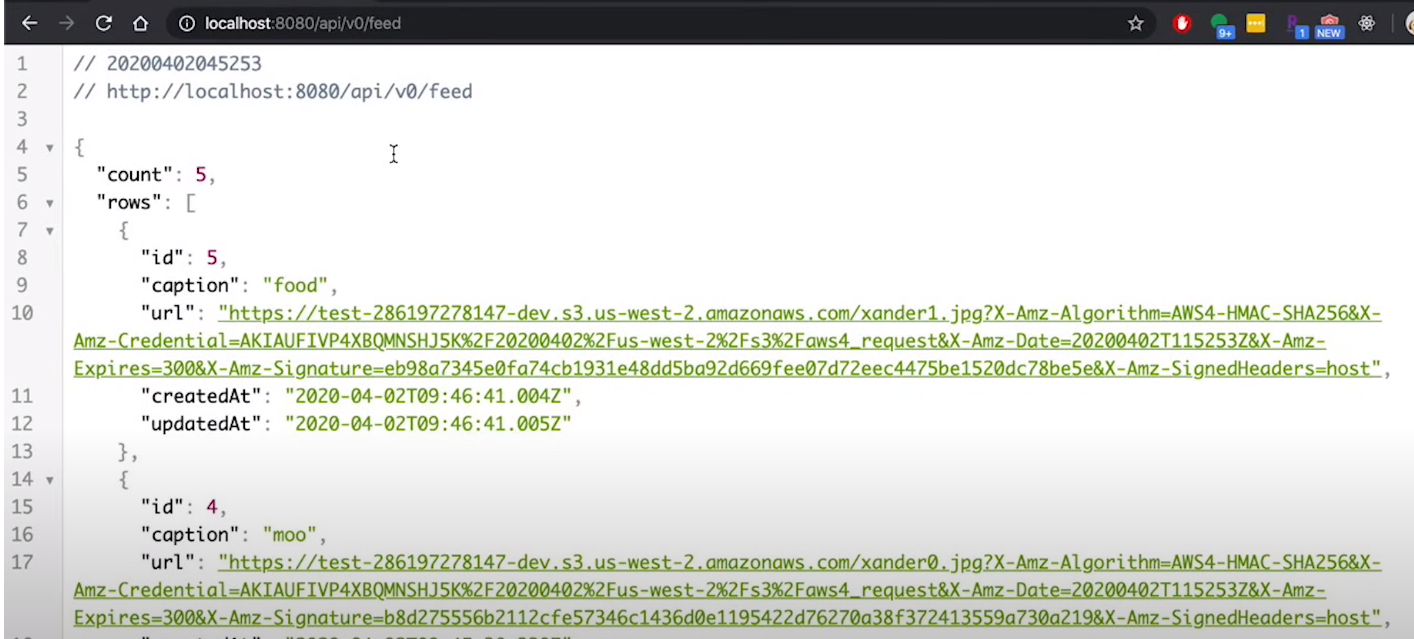 localhost:8080/api/v0/feed
9+
1
NEW
1 // 20200402045253
2 // http://localhost:8080/api/v0/feed
3
4 {
5 "count": 5,
6 "rows": [
7 {
8 "id": 5,
9 "caption": "food",
10 "url": "https://test-286197278147-dev.s3.us-west-2.amazonaws.com/xander1.jpg?X-Amz-Algorithm=AWS4-HMAC-SHA256&X-
Amz-Credential=AKIAUFIVP4XBQMNSHJ5K%2F20200402%2Fus-west-2%2Fs3%2Faws4_request&X-Amz-Date=20200402T115253Z&X-Amz-
Expires=300&X-Amz-Signature=eb98a7345e0fa74cb1931e48dd5ba92d669fee07d72eec4475be1520dc78be5e&X-Amz-SignedHeaders=host",
11 "createdAt": "2020-04-02T09:46:41.004Z",
12 "updatedAt": "2020-04-02T09:46:41.005Z"
13 },
14 {
15 "id": 4,
16 "caption": "moo",
17 "url": "https://test-286197278147-dev.s3.us-west-2.amazonaws.com/xander0.jpg?X-Amz-Algorithm=AWS4-HMAC-SHA256&X-
Amz-Credential=AKIAUFIVP4XBQMNSHJ5K%2F20200402%2Fus-west-2%2Fs3%2Faws4_request&X-Amz-Date=20200402T115253Z&X-Amz-
Expires=300&X-Amz-Signature=b8d275556b2112cfe57346c1436d0e1195422d76270a38f372413559a730a219&X-Amz-SignedHeaders=host",